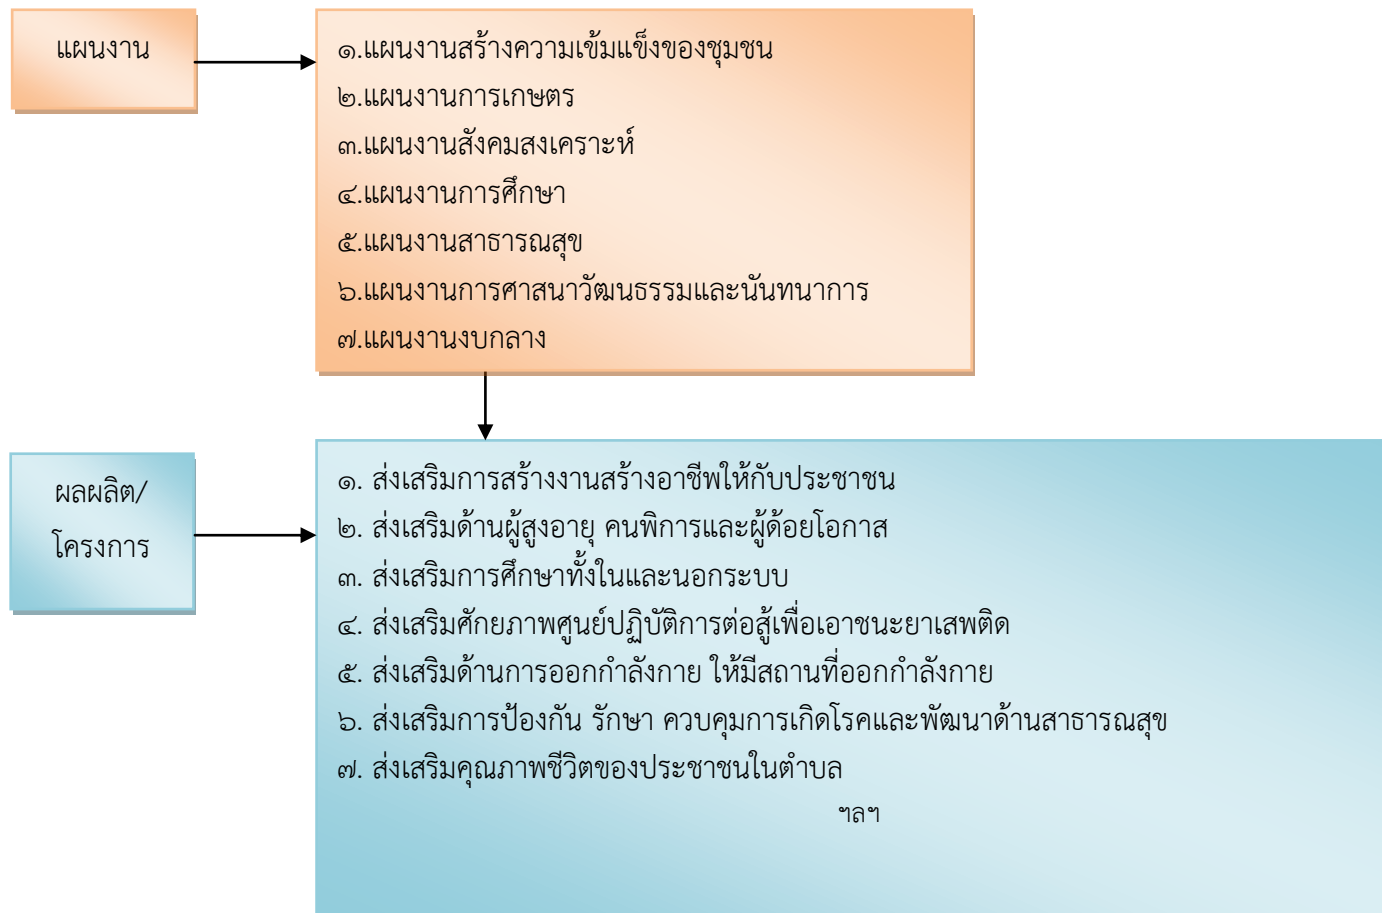 แผนงาน
๑.แผนงานสร้างความเข้มแข็งของชุมชน
๒.แผนงานการเกษตร
๓.แผนงานสังคมสงเคราะห์
๔.แผนงานการศึกษา
๕.แผนงานสาธารณสุข
๖.แผนงานการศาสนาวัฒนธรรมและนันทนาการ
๗.แผนงานงบกลาง
ผลผลิต/
โครงการ
๑. ส่งเสริมการสร้างงานสร้างอาชีพให้กับประชาชน
๒. ส่งเสริมด้านผู้สูงอายุ คนพิการและผู้ด้อยโอกาส
๓. ส่งเสริมการศึกษาทั้งในและนอกระบบ
๔. ส่งเสริมศักยภาพศูนย์ปฏิบัติการต่อสู้เพื่อเอาชนะยาเสพติด
๕. ส่งเสริมด้านการออกกำลังกาย ให้มีสถานที่ออกกำลังกาย
๖. ส่งเสริมการป้องกัน รักษา ควบคุมการเกิดโรคและพัฒนาด้านสาธารณสุข
๗. ส่งเสริมคุณภาพชีวิตของประชาชนในตำบล
ฯลฯ